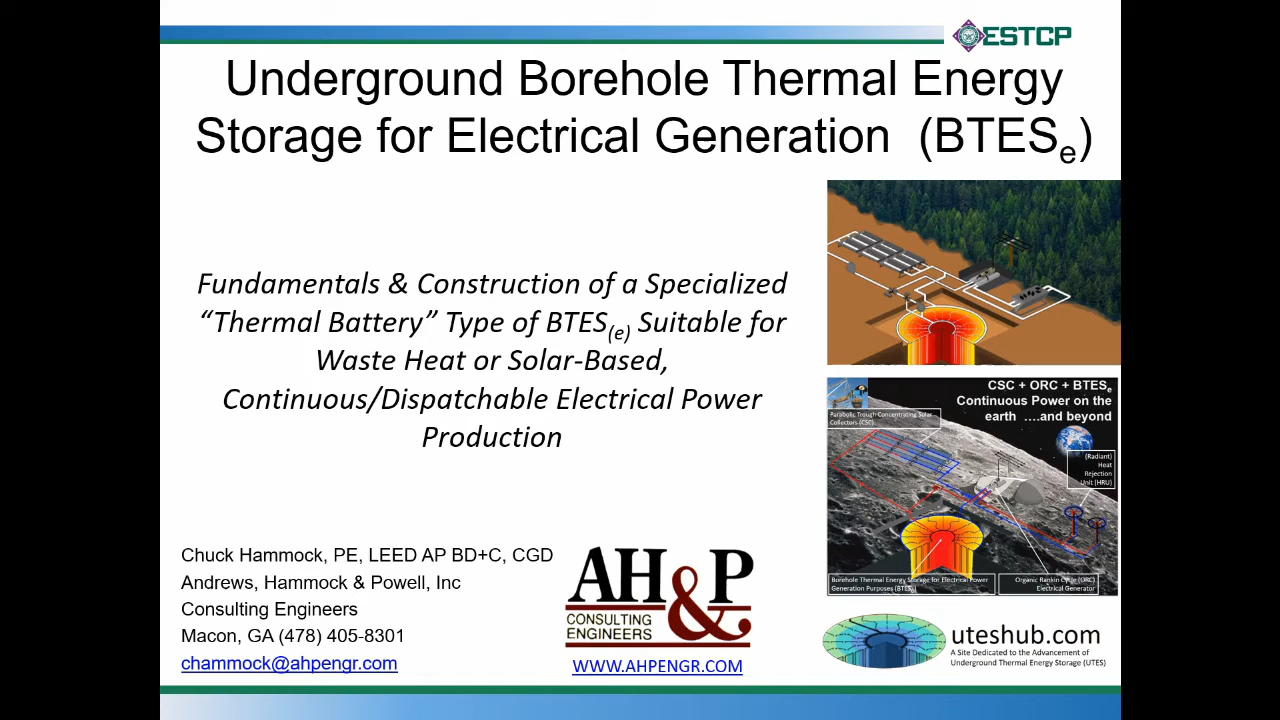 ESTCP
Underground Borehole Thermal Energy
Storage for Electrical Generation (BTESe)
Fundamentals & Construction of a Specialized
“Thermal Battery” Type of BTES(e) Suitable for
Waste Heat or Solar-Based,
Continuous/Dispatchable Electrical Power
Production
CSC + ORC + BTESe
Continuous Power on the
earth ....and beyond
Parabolic Trough Concentrating Solar
Collectors (CSC)
(Radiant)
Heat
Rejection
Unit (HRU)
Borehole Thermal Energy Storage for Electrical Power
Generation Purposes (BTESe)
Organic Rankin Cycle (ORC)
Electrical Generator
Chuck Hammock, PE, LEED AP BD+C, CGD
Andrews, Hammock & Powell, Inc
Consulting Engineers
Macon, GA (478) 405-8301
chammock@ahpengr.com
AH&P
CONSULTING
ENGINEERS
WWW.AHPENGR.COM
uteshub.com
A Site Dedicated to the Advancement of
Underground Thermal Energy Storage (UTES)